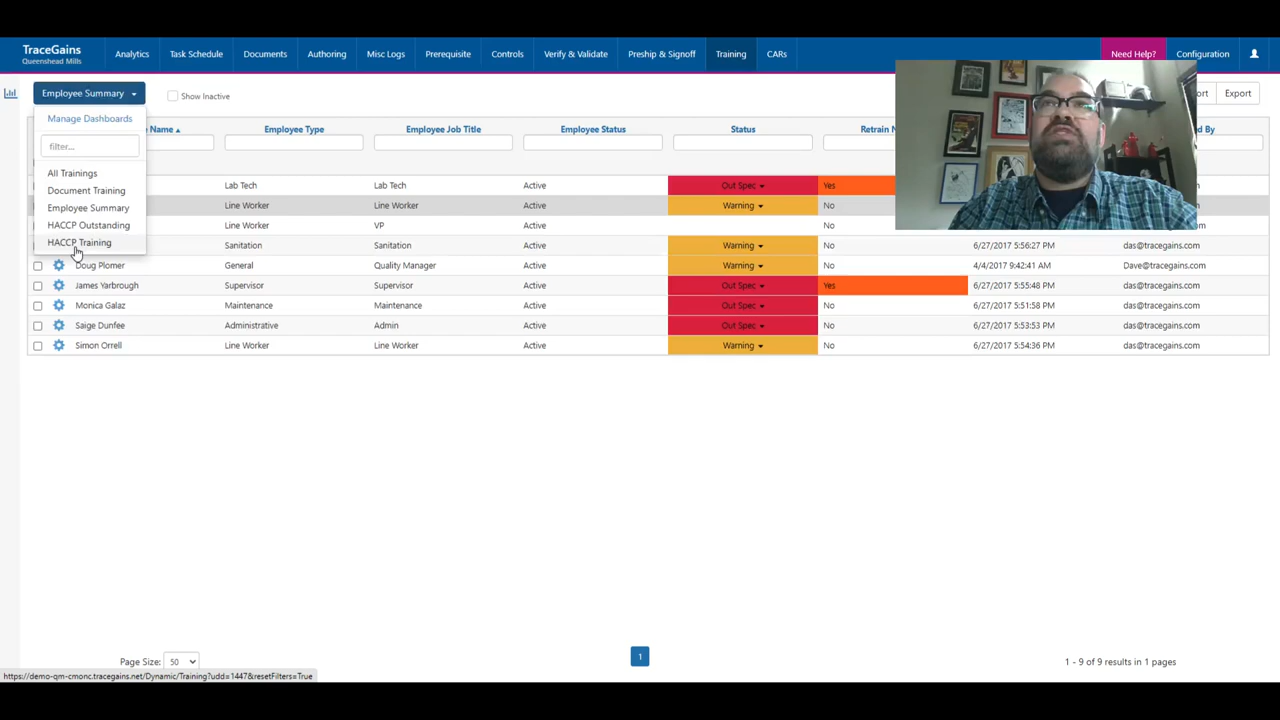 TraceGains
Queenshead Mills
Analytics
Task Schedule
Documents
Authoring
Misc Logs
Prerequisite
Controls
Verify & Validate
Preship & Signoff
Training
CARs
Need Help?
Configuration
Employee Summary
Show Inactive
Export
Manage Dashboards
filter...
All Trainings
Document Training
Employee Summary
HACCP Outstanding
HACCP Training
Name Employee Type Employee Job Title Employee Status Status Retrain By
Lab Tech Lab Tech Active Out Spec Yes
Line Worker Line Worker Active Warning No
Line Worker VP Active No
Sanitation Sanitation Active Warning No 6/27/2017 5:56:27 PM das@tracegains.com
Doug Plomer General Quality Manager Active Warning No 4/4/2017 9:42:41 AM Dave@tracegains.com
James Yarbrough Supervisor Supervisor Active Out Spec Yes 6/27/2017 5:55:48 PM das@tracegains.com
Monica Galaz Maintenance Maintenance Active Out Spec No 6/27/2017 5:51:58 PM das@tracegains.com
Saige Dunfee Administrative Admin Active Out Spec No 6/27/2017 5:53:53 PM das@tracegains.com
Simon Orrell Line Worker Line Worker Active Warning No 6/27/2017 5:54:36 PM das@tracegains.com
Page Size: 50
1
1 - 9 of 9 results in 1 pages
https://demo-qm-cmonc.tracegains.net/Dynamic/Training?udd=1447&resetFilters=True